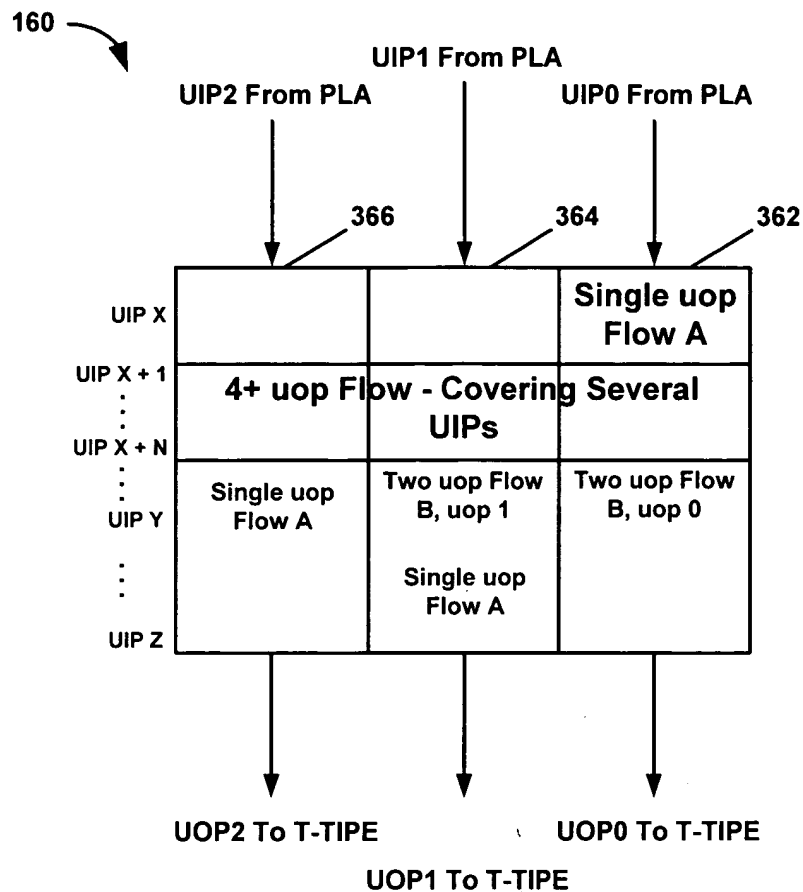 160
UIP1 From PLA
UIP2 From PLA
UIP0 From PLA
366
364
362
UIP X
Single uop
Flow A
UIP X + 1
4+ uop Flow - Covering Several
UIPs
UIP X + N
Single uop
Flow A
Two uop Flow
B, uop 1
Two uop Flow
B, uop 0
UIP Y
Single uop
Flow A
UIP Z
UOP2 To T-TIPE
UOP0 To T-TIPE
UOP1 To T-TIPE